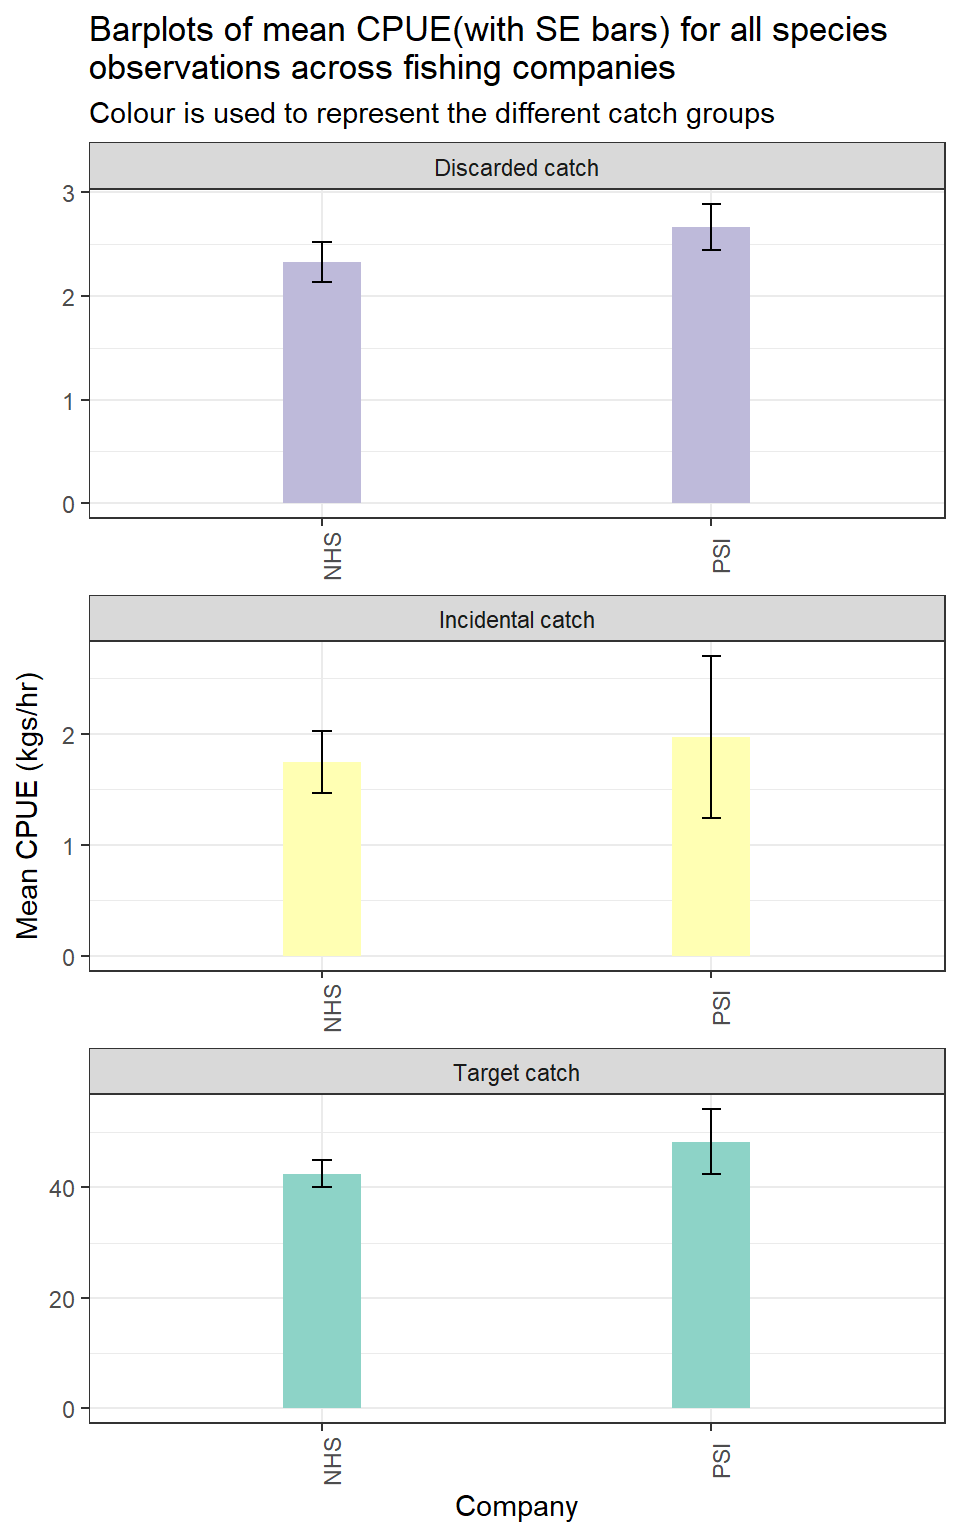 Barplots of mean CPUE(with SE bars) for all species
observations across fishing companies
Colour is used to represent the different catch groups
Discarded catch
3
2
1
0
NHS
PSI
Incidental catch
Mean CPUE (kgs/hr)
2
1
0
NHS
PSI
Target catch
40
20
0
NHS
PSI
Company